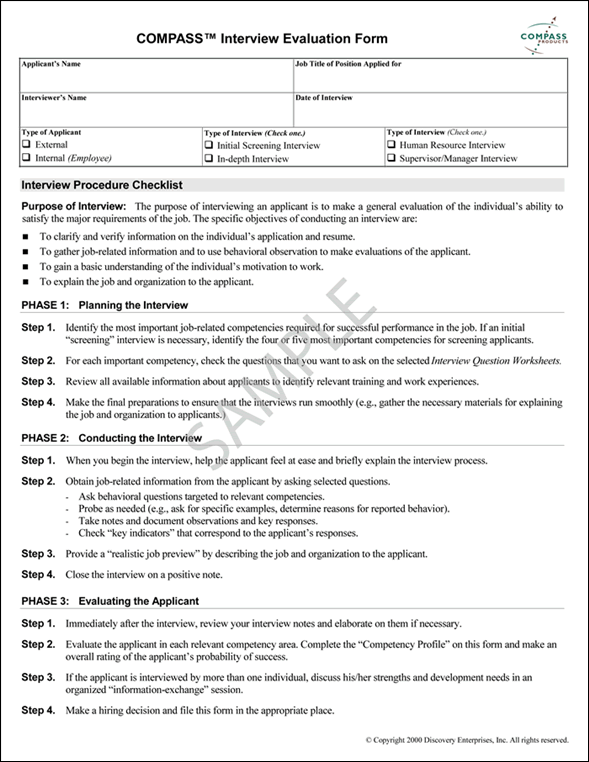 COMPASS™ Interview Evaluation Form
COMPASS
PRODUCTS
Applicant's Name
Job Title of Position Applied for
Interviewer's Name
Date of Interview
Type of Applicant
❑ External
❑ Internal (Employee)
Type of Interview (Check one.)
❑ Initial Screening Interview
❑ In-depth Interview
Type of Interview (Check one.)
❑ Human Resource Interview
❑ Supervisor/Manager Interview
Interview Procedure Checklist
Purpose of Interview: The purpose of interviewing an applicant is to make a general evaluation of the individual's ability to
satisfy the major requirements of the job. The specific objectives of conducting an interview are:
■ To clarify and verify information on the individual's application and resume.
■ To gather job-related information and to use behavioral observation to make evaluations of the applicant.
■ To gain a basic understanding of the individual's motivation to work.
■ To explain the job and organization to the applicant.
SAMPLE
PHASE 1: Planning the Interview
Step 1. Identify the most important job-related competencies required for successful performance in the job. If an initial
"screening" interview is necessary, identify the four or five most important competencies for screening applicants.
Step 2. For each important competency, check the questions that you want to ask on the selected Interview Question Worksheets.
Step 3. Review all available information about applicants to identify relevant training and work experiences.
Step 4. Make the final preparations to ensure that the interviews run smoothly (e.g., gather the necessary materials for explaining
the job and organization to applicants.)
PHASE 2: Conducting the Interview
Step 1. When you begin the interview, help the applicant feel at ease and briefly explain the interview process.
Step 2. Obtain job-related information from the applicant by asking selected questions.
- Ask behavioral questions targeted to relevant competencies.
- Probe as needed (e.g., ask for specific examples, determine reasons for reported behavior).
- Take notes and document observations and key responses.
- Check "key indicators" that correspond to the applicant's responses.
Step 3. Provide a "realistic job preview" by describing the job and organization to the applicant.
Step 4. Close the interview on a positive note.
PHASE 3: Evaluating the Applicant
Step 1. Immediately after the interview, review your interview notes and elaborate on them if necessary.
Step 2. Evaluate the applicant in each relevant competency area. Complete the "Competency Profile" on this form and make an
overall rating of the applicant's probability of success.
Step 3. If the applicant is interviewed by more than one individual, discuss his/her strengths and development needs in an
organized "information-exchange" session.
Step 4. Make a hiring decision and file this form in the appropriate place.
© Copyright 2000 Discovery Enterprises, Inc. All rights reserved.